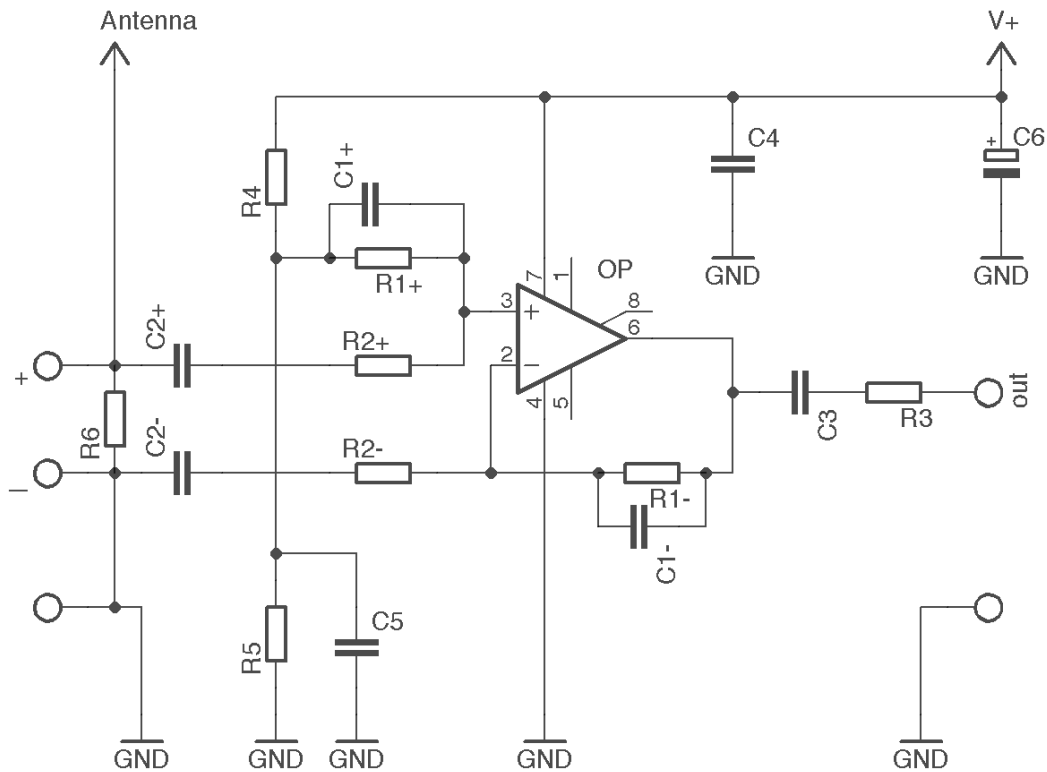 Antenna
V+
C4
+
C6
C1+
R4
R1+
GND
GND
7
1
OP
8
3
+
6
C2+
R2+
2
−
+
4
5
out
R6
C2-
R2-
C3
R3
−
R1-
C1-
C5
R5
GND
GND
GND
GND
GND